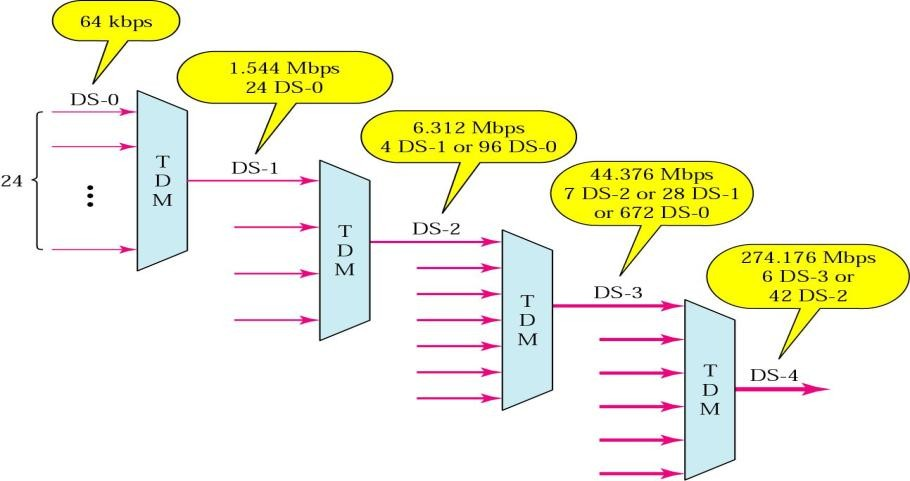 64 kbps
DS-0
24
T
D
M
1.544 Mbps
24 DS-0
DS-1
T
D
M
6.312 Mbps
4 DS-1 or 96 DS-0
DS-2
T
D
M
44.376 Mbps
7 DS-2 or 28 DS-1
or 672 DS-0
DS-3
T
D
M
274.176 Mbps
6 DS-3 or
42 DS-2
DS-4